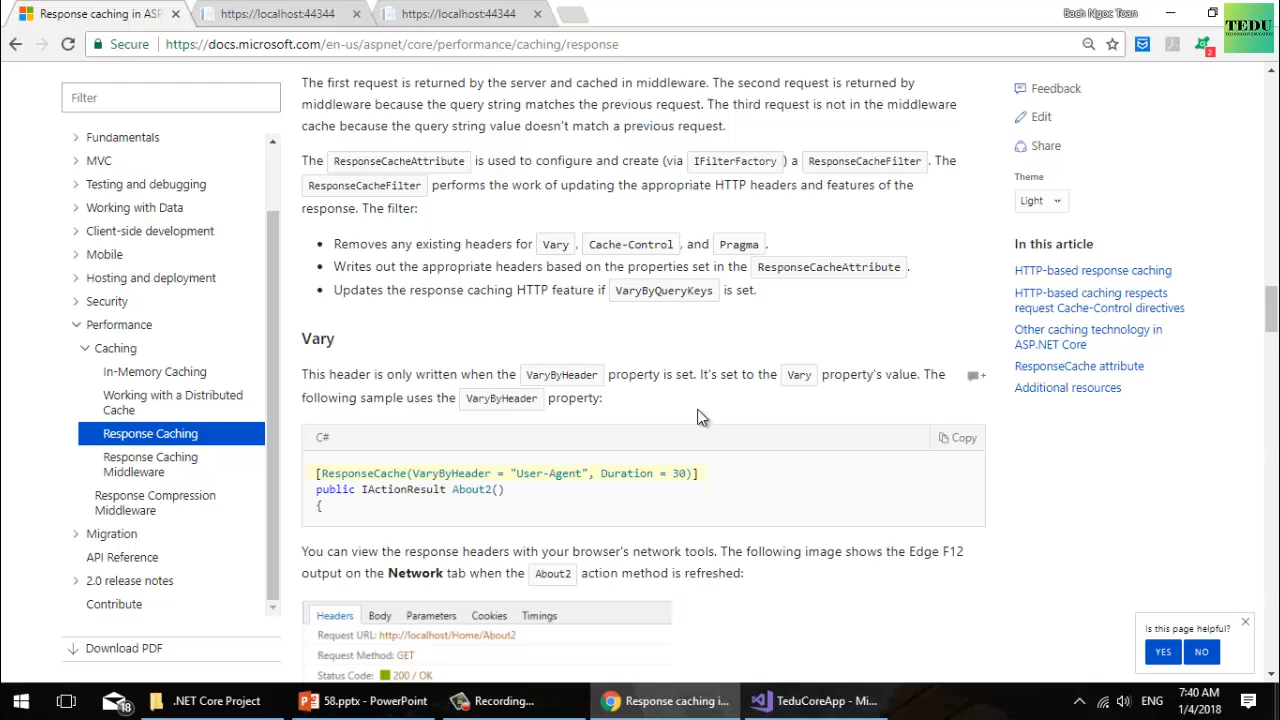 Response caching in ASP
https://localhost:44344
https://localhost:44344
Bach Ngoc Toan
TEDU
Secure
https://docs.microsoft.com/en-us/aspnet/core/performance/caching/response
2
Filter
Fundamentals
MVC
Testing and debugging
Working with Data
Client-side development
Mobile
Hosting and deployment
Security
Performance
Caching
In-Memory Caching
Working with a Distributed
Cache
Response Caching
Response Caching
Middleware
Response Compression
Middleware
Migration
API Reference
2.0 release notes
Contribute
Download PDF
The first request is returned by the server and cached in middleware. The second request is returned by
middleware because the query string matches the previous request. The third request is not in the middleware
cache because the query string value doesn't match a previous request.
The ResponseCacheAttribute is used to configure and create (via IFilterFactory ) a ResponseCacheFilter . The
ResponseCacheFilter performs the work of updating the appropriate HTTP headers and features of the
response. The filter:
• Removes any existing headers for Vary , Cache-Control , and Pragma .
• Writes out the appropriate headers based on the properties set in the ResponseCacheAttribute .
• Updates the response caching HTTP feature if VaryByQueryKeys is set.
Vary
This header is only written when the VaryByHeader property is set. It's set to the Vary property's value. The
following sample uses the VaryByHeader property:
C#
Copy
[ResponseCache(VaryByHeader = "User-Agent", Duration = 30)]
public IActionResult About2()
{
You can view the response headers with your browser's network tools. The following image shows the Edge F12
output on the Network tab when the About2 action method is refreshed:
Headers Body Parameters Cookies Timings
Request URL: http://localhost/Home/About2
Request Method: GET
Status Code: 200 / OK
Feedback
Edit
Share
Theme
Light
In this article
HTTP-based response caching
HTTP-based caching respects
request Cache-Control directives
Other caching technology in
ASP.NET Core
ResponseCache attribute
Additional resources
Is this page helpful?
YES NO
18
.NET Core Project
58.pptx - PowerPoint
Recording...
Response caching i...
TeduCoreApp - Mi...
ENG
7:40 AM
1/4/2018